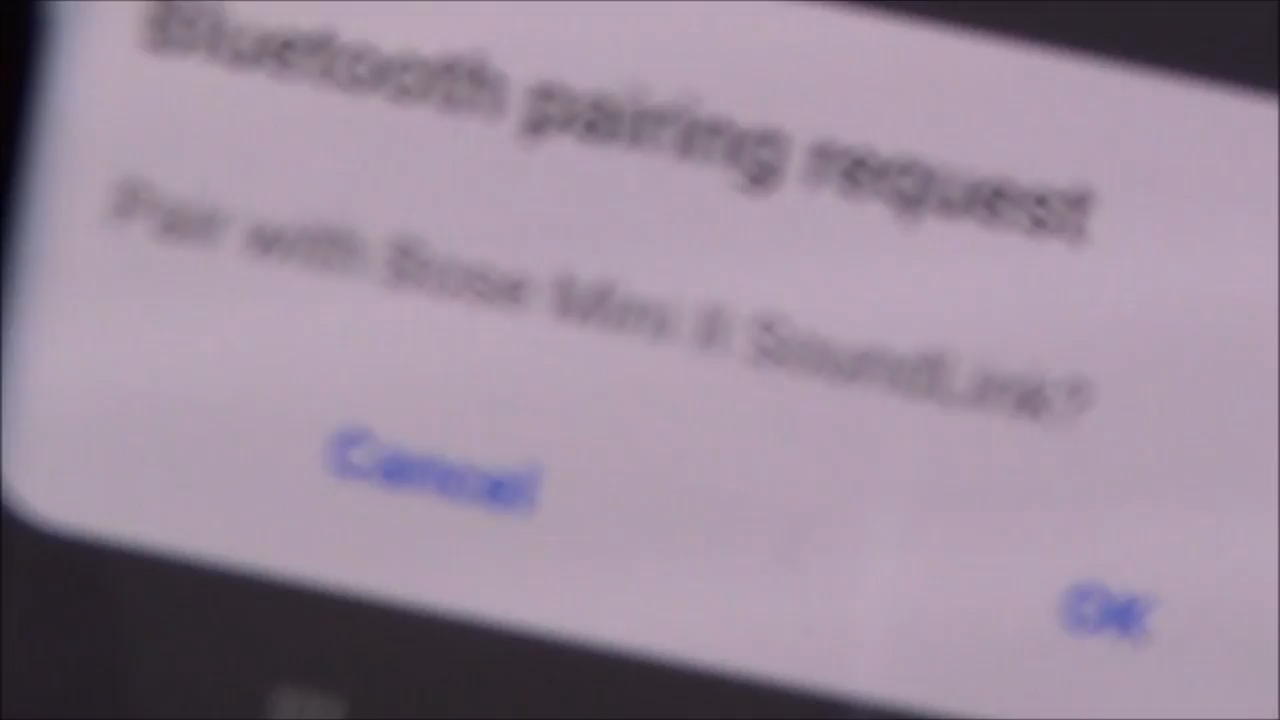 Bluetooth pairing request
Pair with Bose Mini II SoundLink?
Cancel
OK